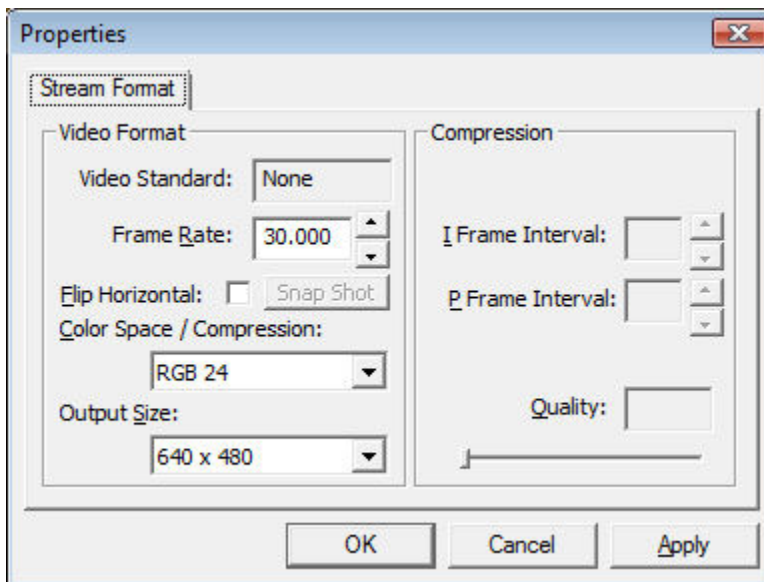 Properties
Stream Format
Video Format
Video Standard: None
Frame Rate: 30.000
Flip Horizontal: Snap Shot
Color Space / Compression:
RGB 24
Output Size:
640 x 480
Compression
I Frame Interval:
P Frame Interval:
Quality:
OK Cancel Apply